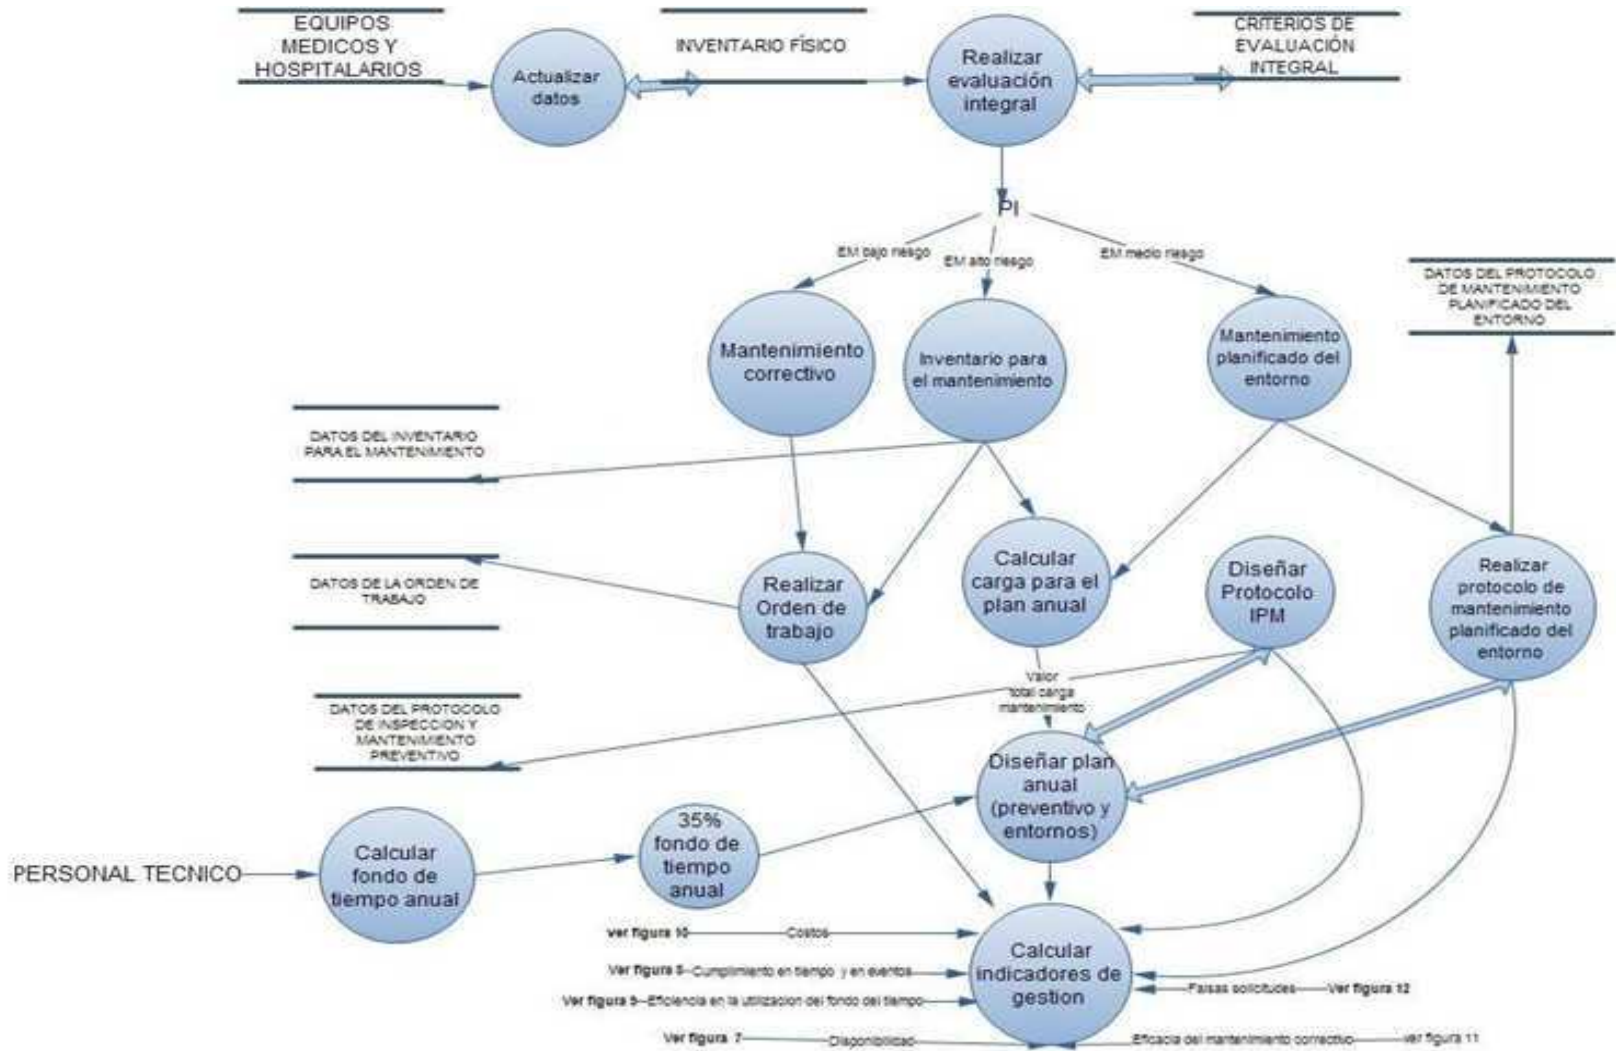 EQUIPOS
MEDICOS Y
HOSPITALARIOS
Actualizar
datos
INVENTARIO FÍSICO
Realizar
evaluación
integral
CRITERIOS DE
EVALUACIÓN
INTEGRAL
PI
EM bajo riesgo
EM alto riesgo
EM medio riesgo
DATOS DEL PROTOCOLO
DE MANTENIMIENTO
PLANIFICADO DEL
ENTORNO
Mantenimiento
correctivo
Inventario para
el mantenimiento
Mantenimiento
planificado del
entorno
DATOS DEL INVENTARIO
PARA EL MANTENIMIENTO
DATOS DE LA ORDEN DE
TRABAJO
Realizar
Orden de
trabajo
Calcular
carga para el
plan anual
Diseñar
Protocolo
IPM
Realizar
protocolo de
mantenimiento
planificado del
entorno
Valor
total carga
mantenimiento
DATOS DEL PROTOCOLO
DE INSPECCION Y
MANTENIMIENTO
PREVENTIVO
Diseñar plan
anual
(preventivo y
entornos)
PERSONAL TECNICO
Calcular
fondo de
tiempo anual
35%
fondo de
tiempo
anual
Calcular
indicadores de
gestion
ver figura 10 Costos
Ver figura 8 Cumplimiento en tiempo y en eventos
Ver figura 9 Eficiencia en la utilizacion del fondo del tiempo
Ver figura 7 Disponibilidad
Falsas solicitudes Ver figura 12
Eficacia del mantenimiento correctivo ver figura 11